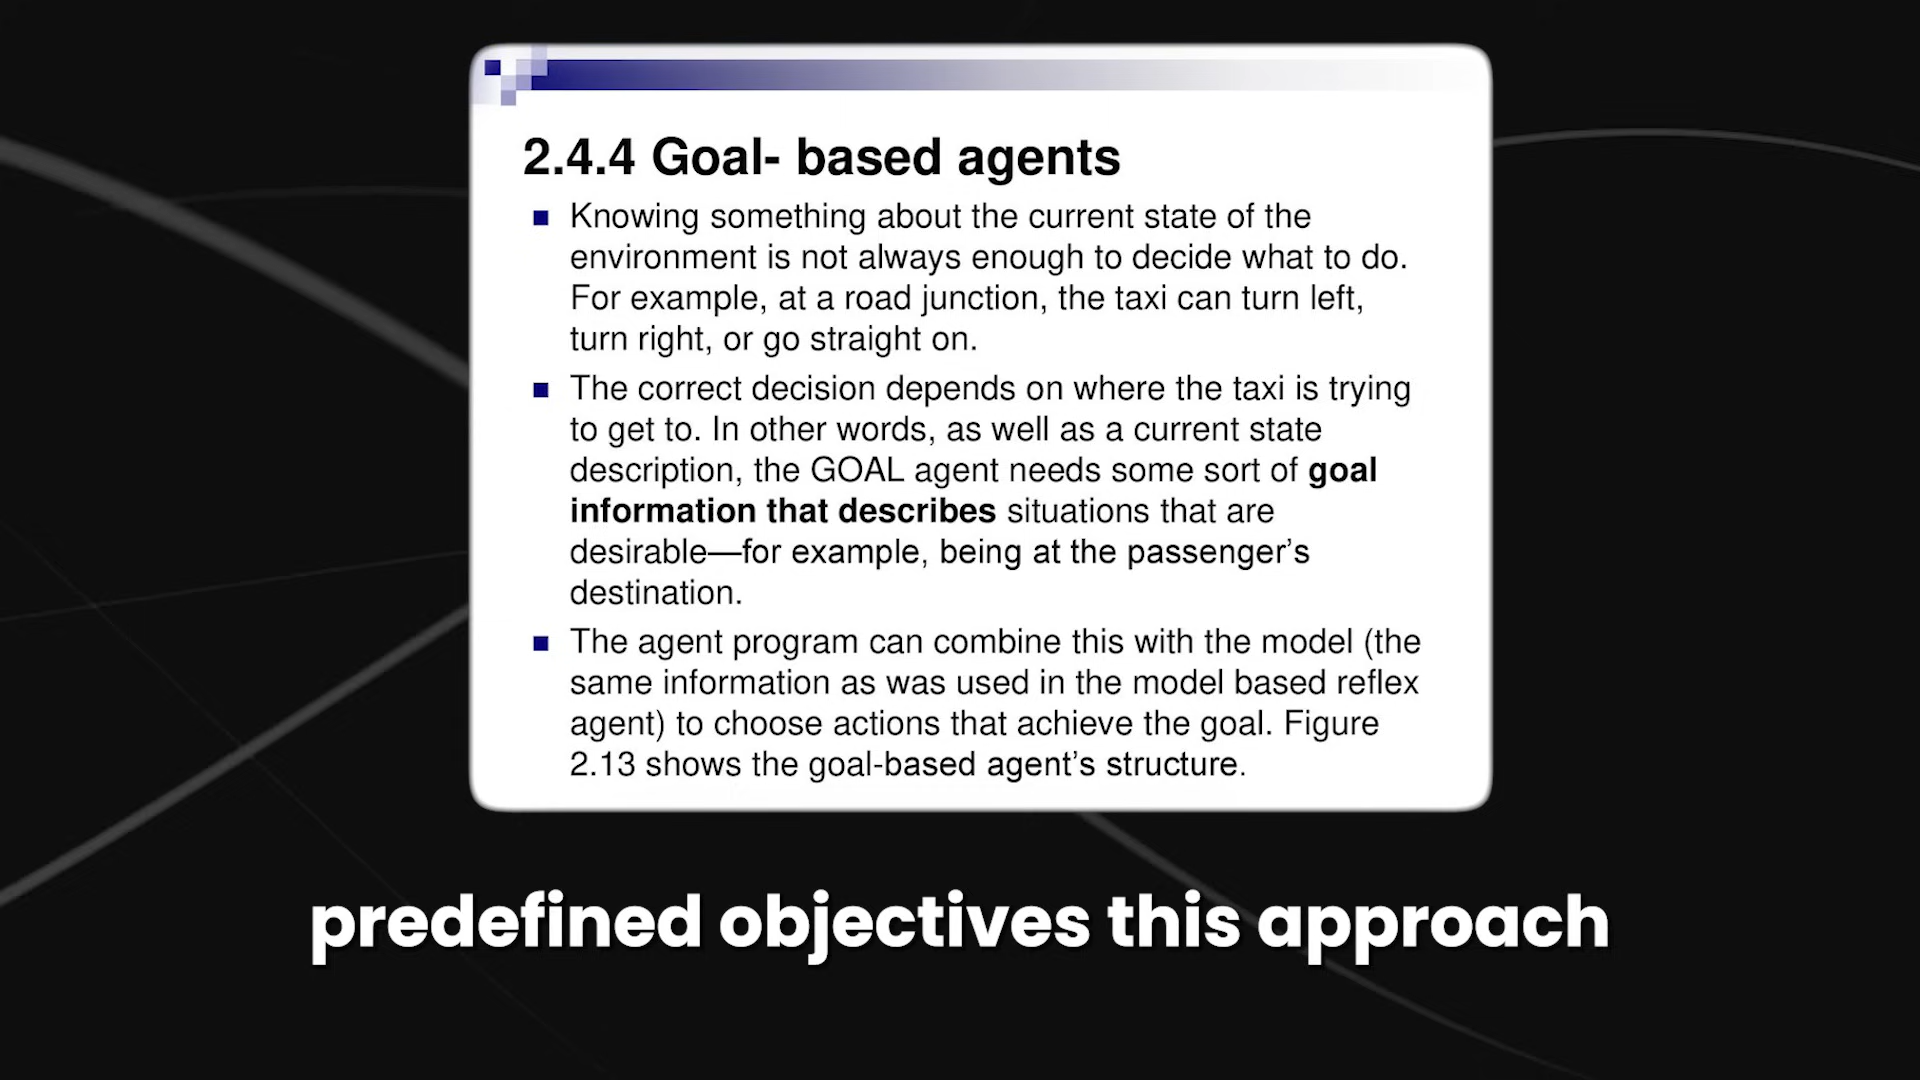 2.4.4 Goal- based agents
Knowing something about the current state of the
environment is not always enough to decide what to do.
For example, at a road junction, the taxi can turn left,
turn right, or go straight on.
The correct decision depends on where the taxi is trying
to get to. In other words, as well as a current state
description, the GOAL agent needs some sort of goal
information that describes situations that are
desirable—for example, being at the passenger’s
destination.
The agent program can combine this with the model (the
same information as was used in the model based reflex
agent) to choose actions that achieve the goal. Figure
2.13 shows the goal-based agent’s structure.
predefined objectives this approach